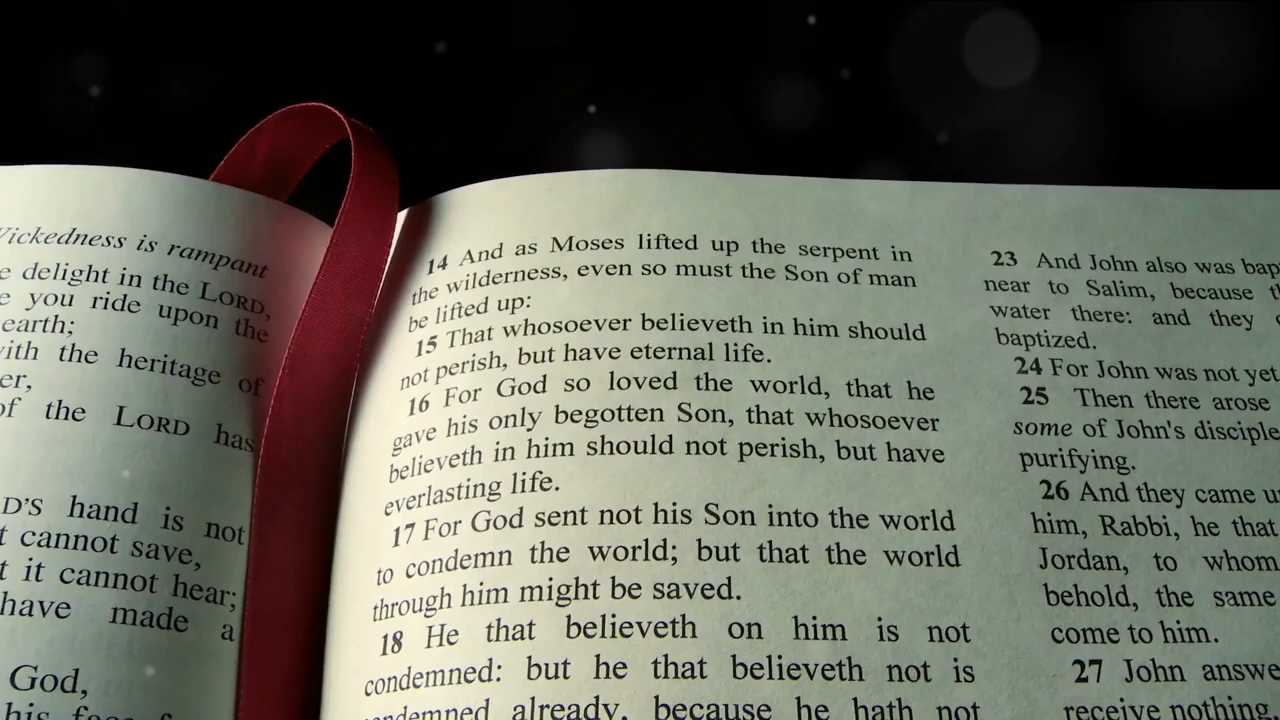 Wickedness is rampant
delight in the LORD,
you ride upon the
earth;
with the heritage of
of the LORD has
hand is not
cannot save,
it cannot hear;
have made a
God,
his
14 And as Moses lifted up the serpent in
the wilderness, even so must the Son of man
be lifted up:
15 That whosoever believeth in him should
not perish, but have eternal life.
16 For God so loved the world, that he
gave his only begotten Son, that whosoever
believeth in him should not perish, but have
everlasting life.
17 For God sent not his Son into the world
to condemn the world; but that the world
through him might be saved.
18 He that believeth on him is not
condemned: but he that believeth not is
condemned already, because he hath not
23 And John also was
near to Salim, because
water there: and they
baptized.
24 For John was not yet
25 Then there arose
some of John's
purifying.
26 And they came
him, Rabbi, he that
Jordan, to whom
behold, the same
come to him.
27 John
receive nothing